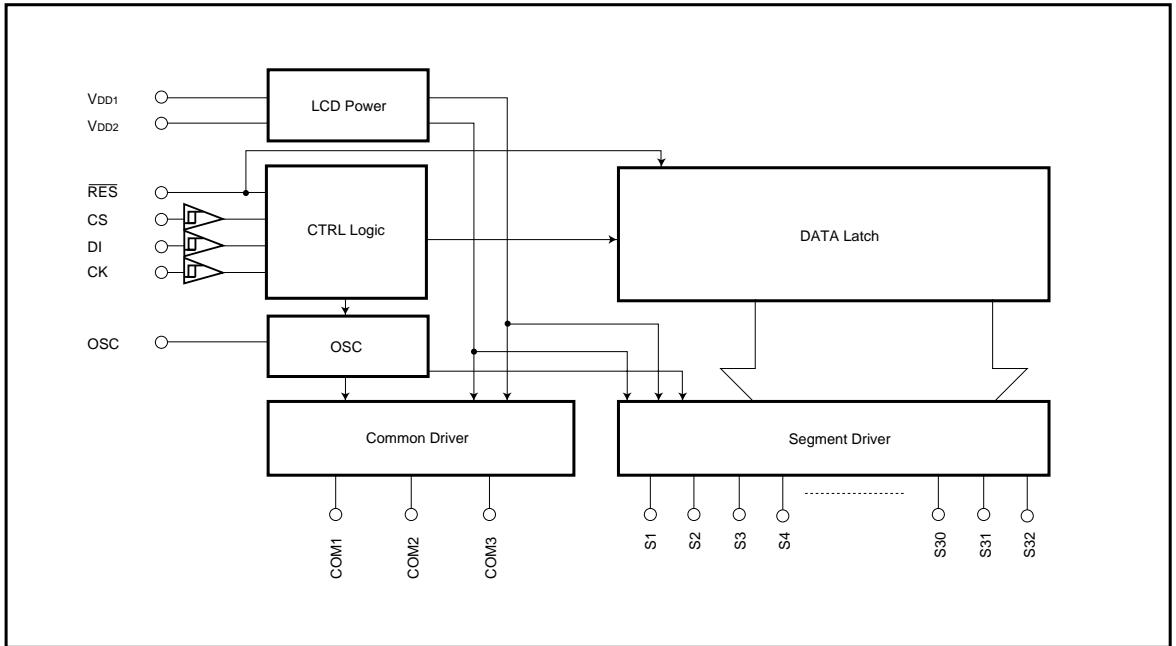 VDD1
LCD Power
VDD2
RES
CS
CTRL Logic
DATA Latch
DI
CK
OSC
OSC
Common Driver
Segment Driver
COM1
COM2
COM3
S1
S2
S3
S4
S30
S31
S32